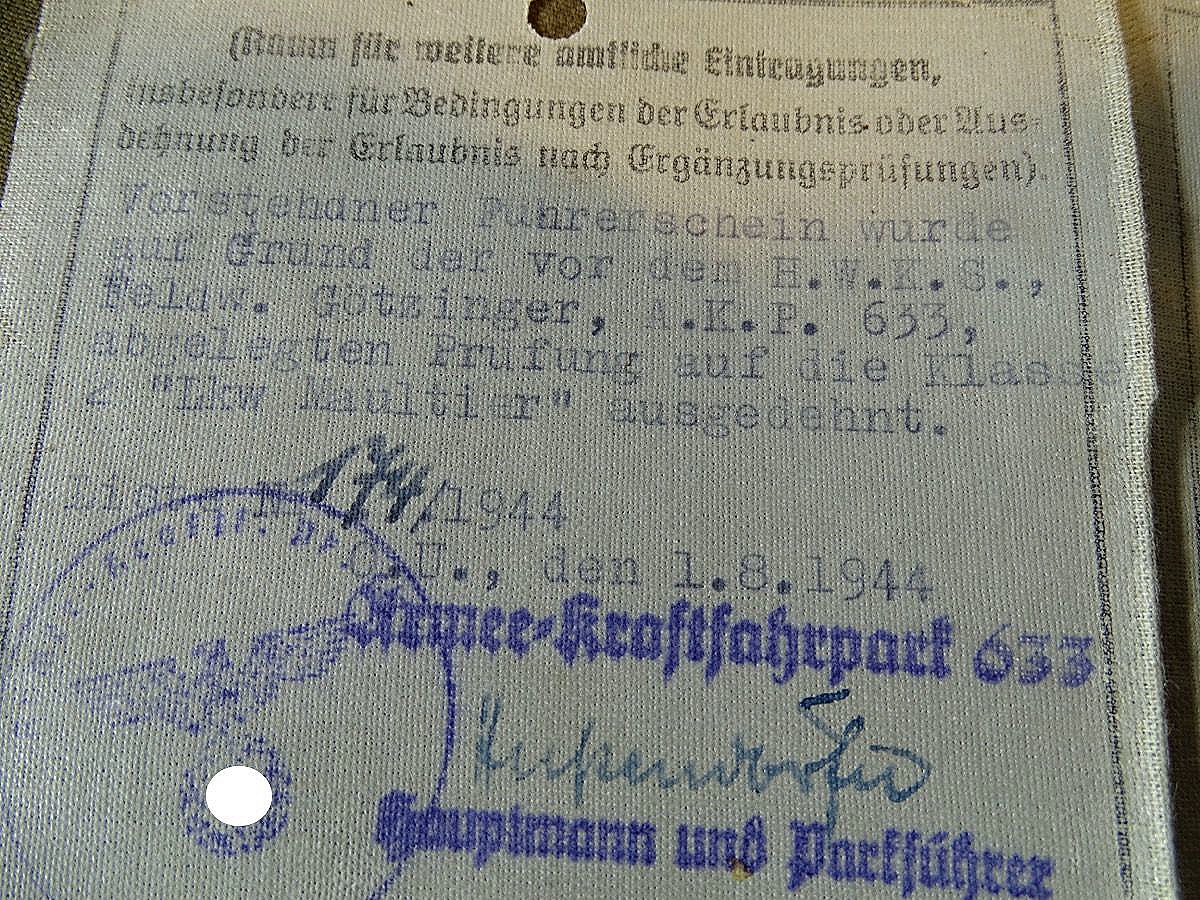 (Raum für weitere amtliche Eintragungen,
insbesondere für Bedingungen der Erlaubnis oder Aus-
dehnung der Erlaubnis nach Ergänzungsprüfungen).
Vorstehdner Führerschein wurde
auf Grund der vor dem H.W.K.S.,
Feldw. Götzinger, A.K.P. 633,
abgelegten Prüfung auf die Klasse
"Lkw Maultier" ausgedehnt.
174/1944
O.U., den 1.8.1944
Armee-Kraftfahrpark 633
Hauptmann und Parkführer